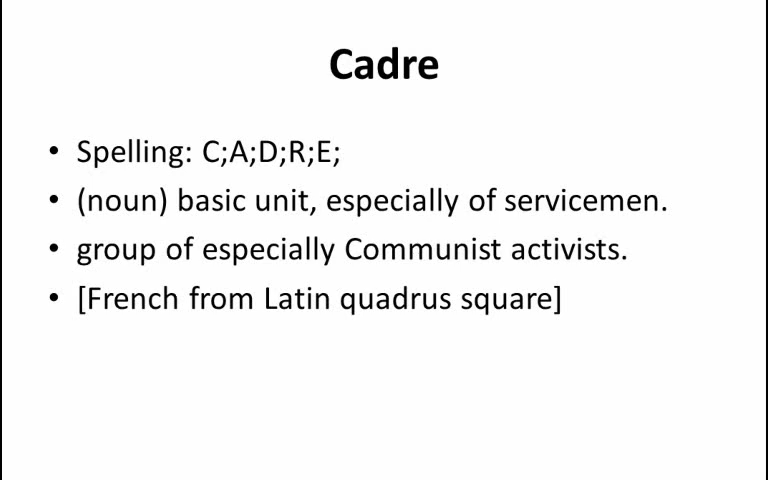 Cadre
• Spelling: C;A;D;R;E;
• (noun) basic unit, especially of servicemen.
• group of especially Communist activists.
• [French from Latin quadrus square]